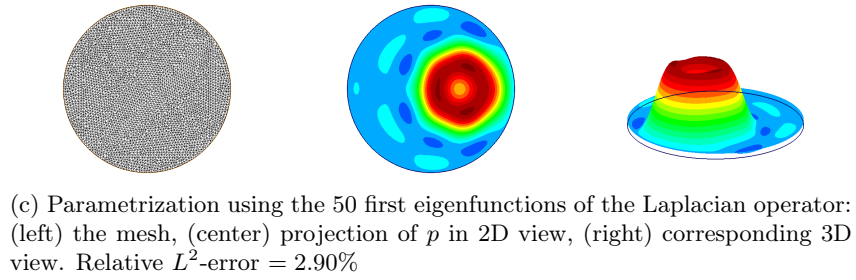 (c) Parametrization using the 50 first eigenfunctions of the Laplacian operator:
(left) the mesh, (center) projection of p in 2D view, (right) corresponding 3D
view. Relative L²-error = 2.90%